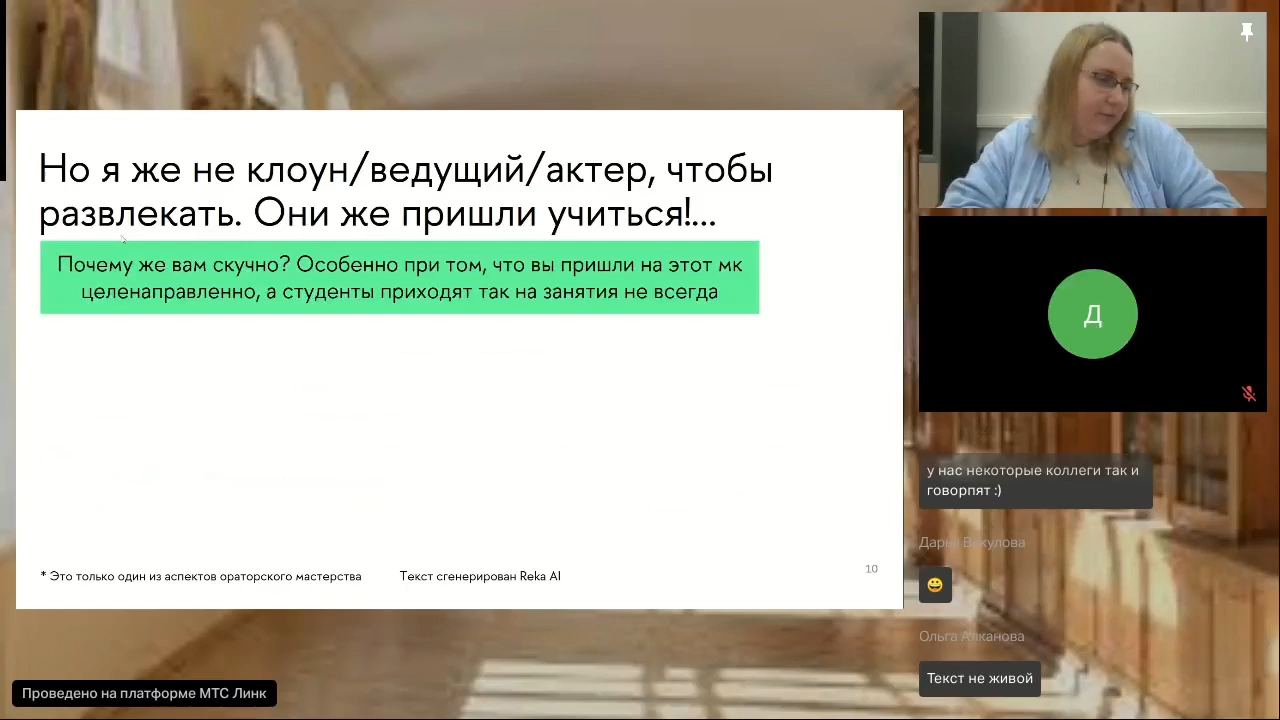 Но я же не клоун/ведущий/актер, чтобы
развлекать. Они же пришли учиться!...
Почему же вам скучно? Особенно при том, что вы пришли на этот мк
целенаправленно, а студенты приходят так на занятия не всегда
* Это только один из аспектов ораторского мастерства
Текст сгенерирован Reka AI
10
Д
у нас некоторые коллеги так и
говорпят :)
Дарья Вакулова
Ольга Алканова
Текст не живой
Проведено на платформе МТС Линк